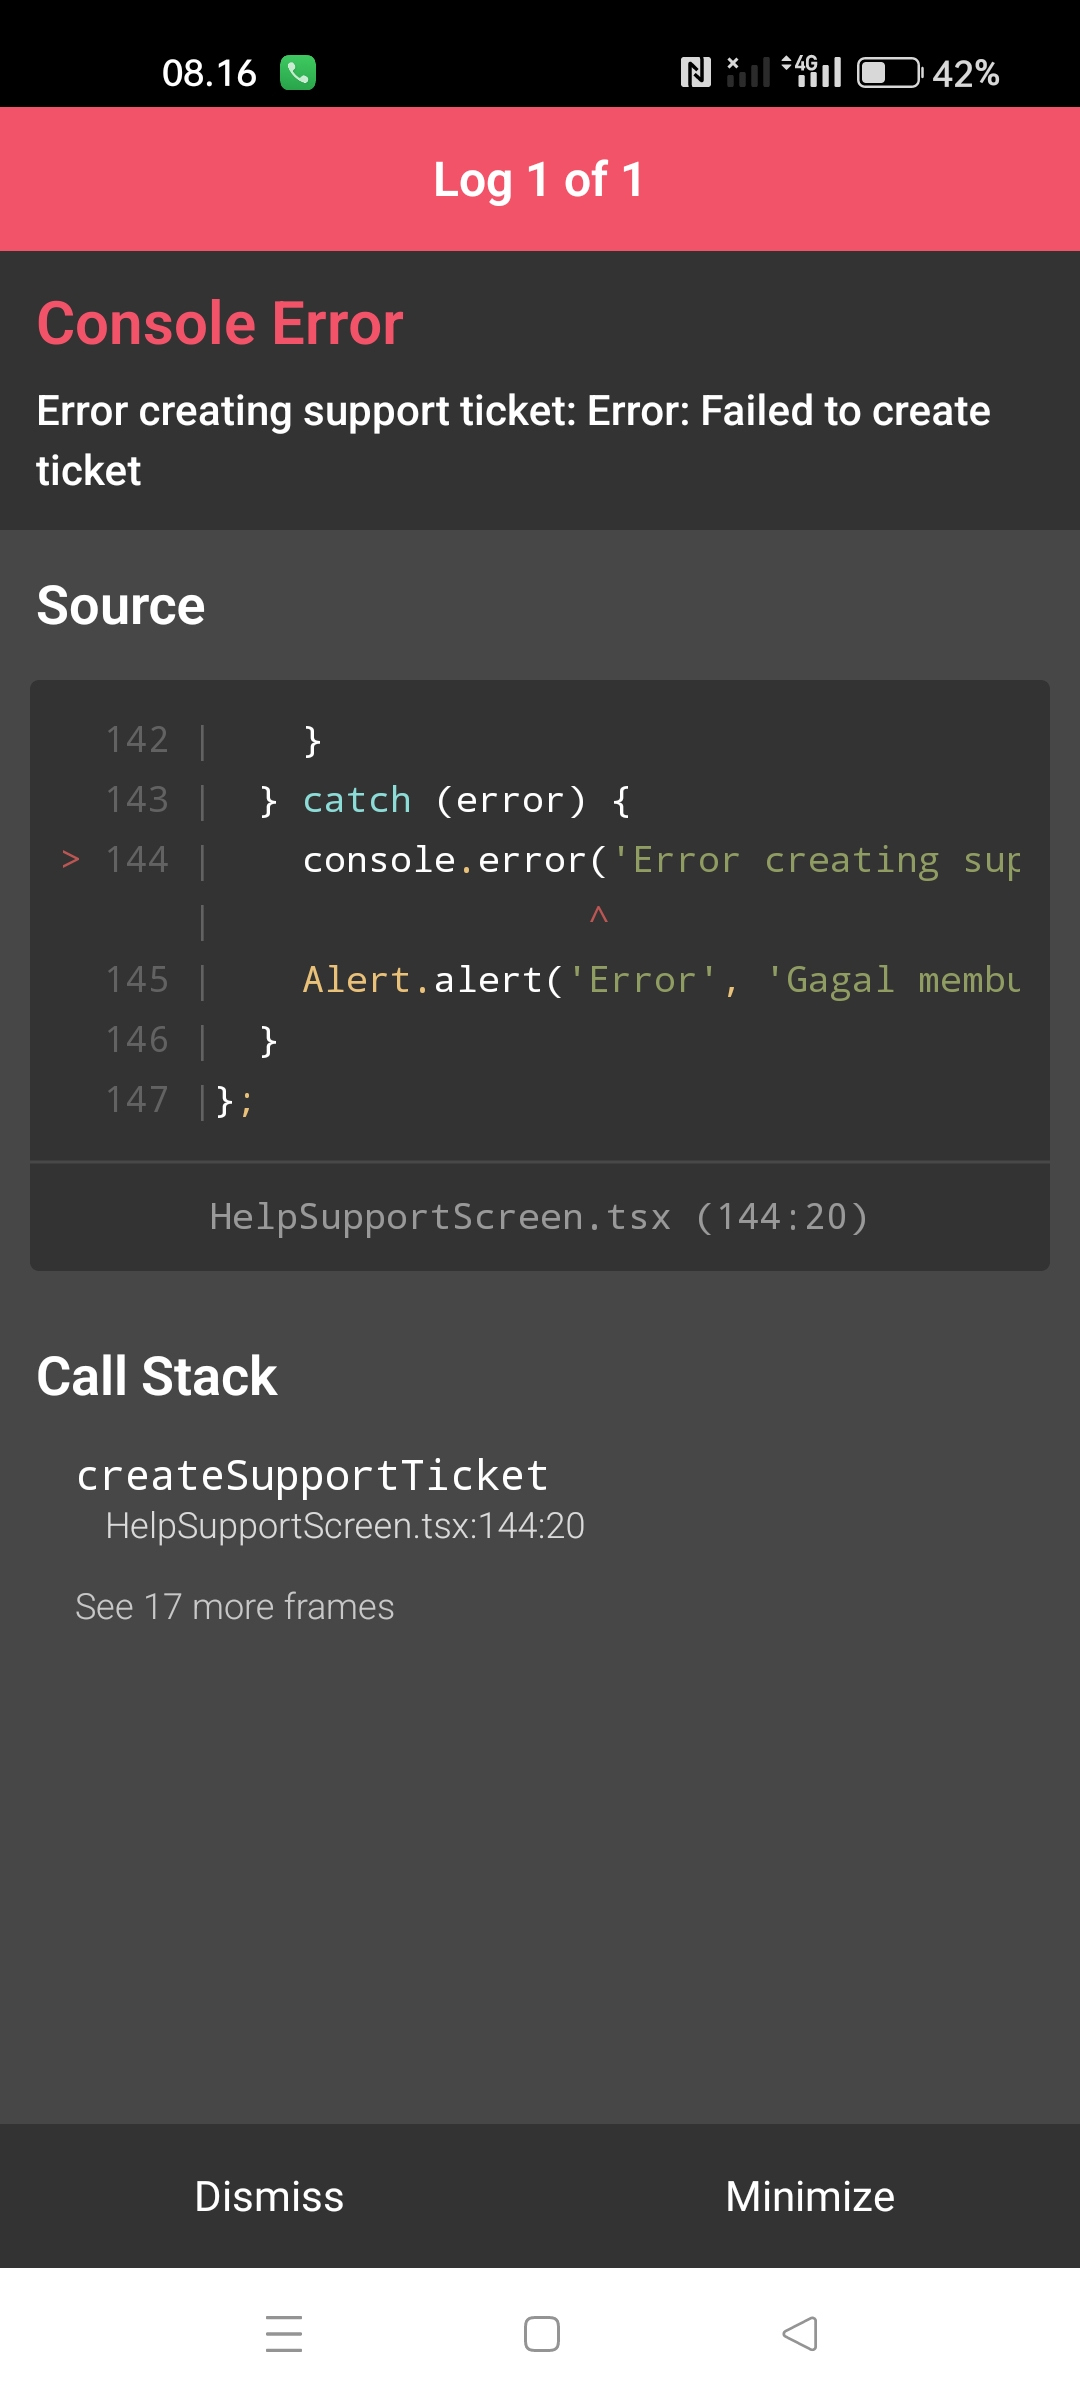 08.16
4G
42%
Log 1 of 1
Console Error
Error creating support ticket: Error: Failed to create
ticket
Source
142 |     }
143 |   } catch (error) {
> 144 |     console.error('Error creating sup
|                  ^
145 |     Alert.alert('Error', 'Gagal membu
146 |   }
147 |};
HelpSupportScreen.tsx (144:20)
Call Stack
createSupportTicket
HelpSupportScreen.tsx:144:20
See 17 more frames
Dismiss
Minimize